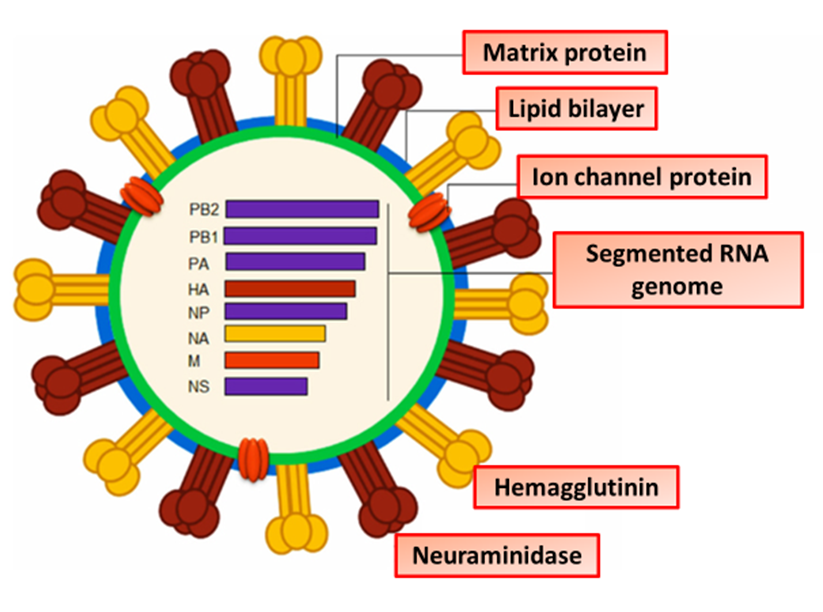 Matrix protein
Lipid bilayer
Ion channel protein
Segmented RNA
genome
PB2
PB1
PA
HA
NP
NA
M
NS
Hemagglutinin
Neuraminidase